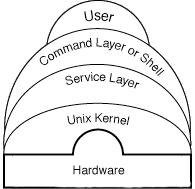 User
Command Layer or Shell
Service Layer
Unix Kernel
Hardware